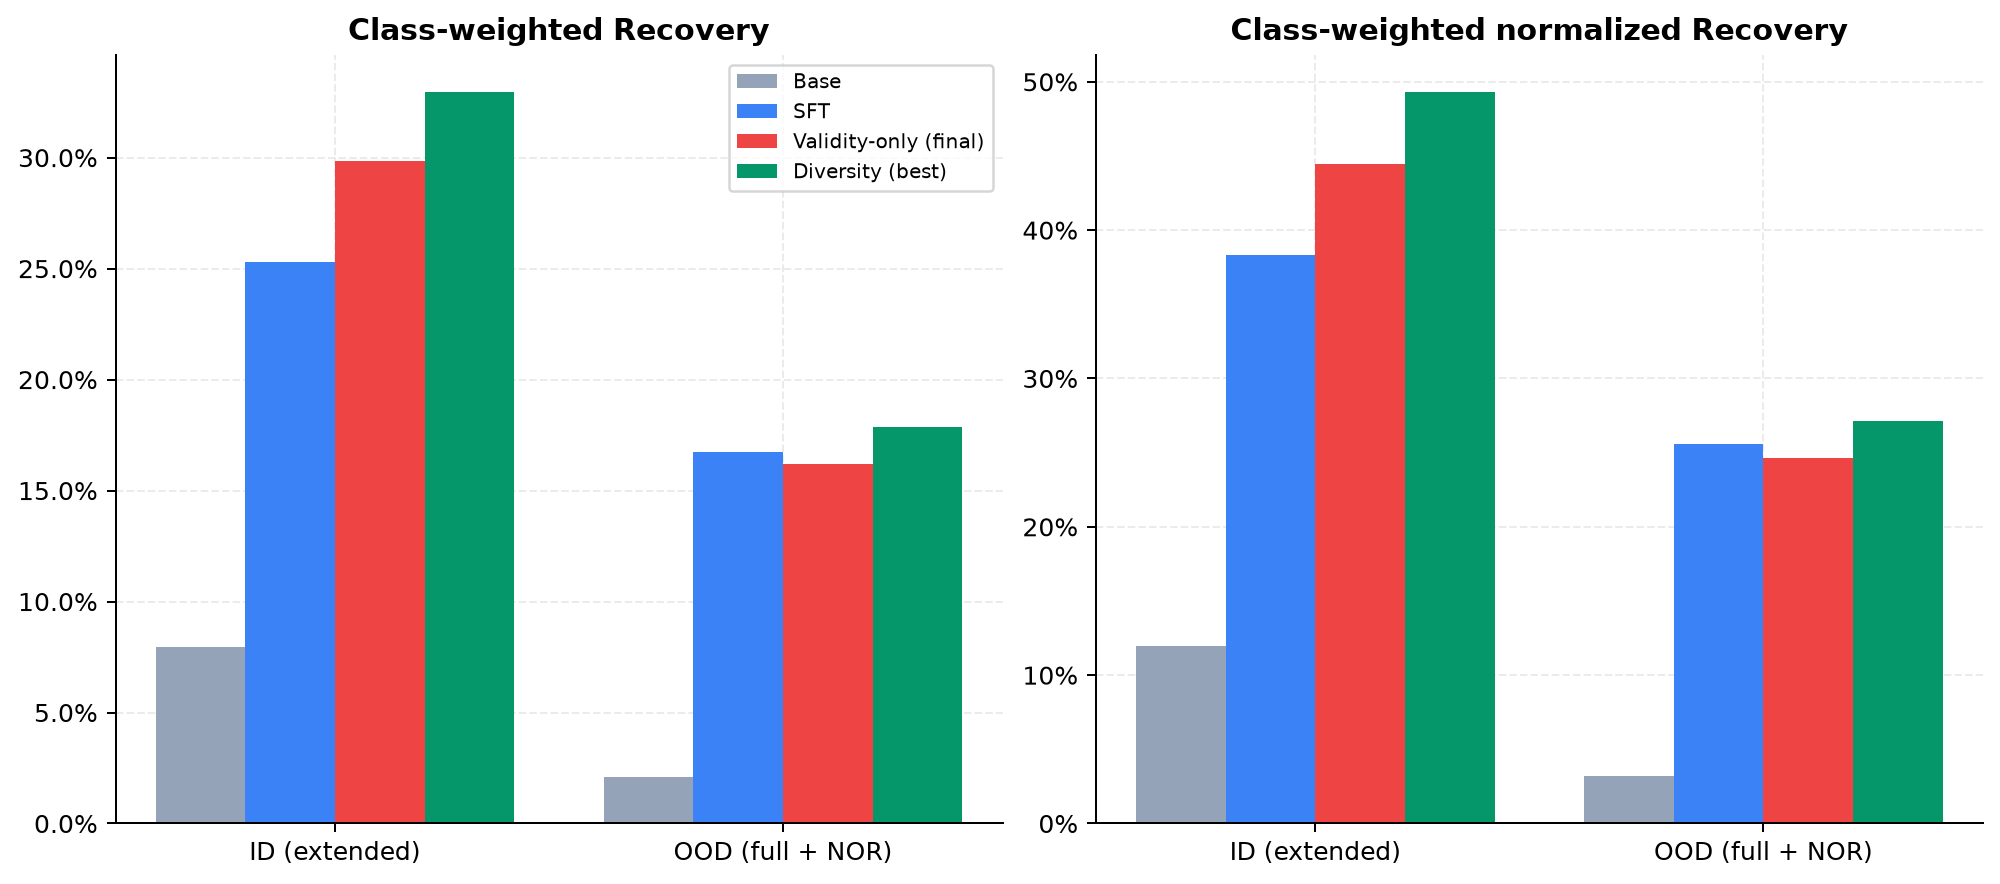 Class-weighted Recovery
Base
SFT
Validity-only (final)
Diversity (best)
30.0%
25.0%
20.0%
15.0%
10.0%
5.0%
0.0%
ID (extended)
OOD (full + NOR)
Class-weighted normalized Recovery
50%
40%
30%
20%
10%
0%
ID (extended)
OOD (full + NOR)